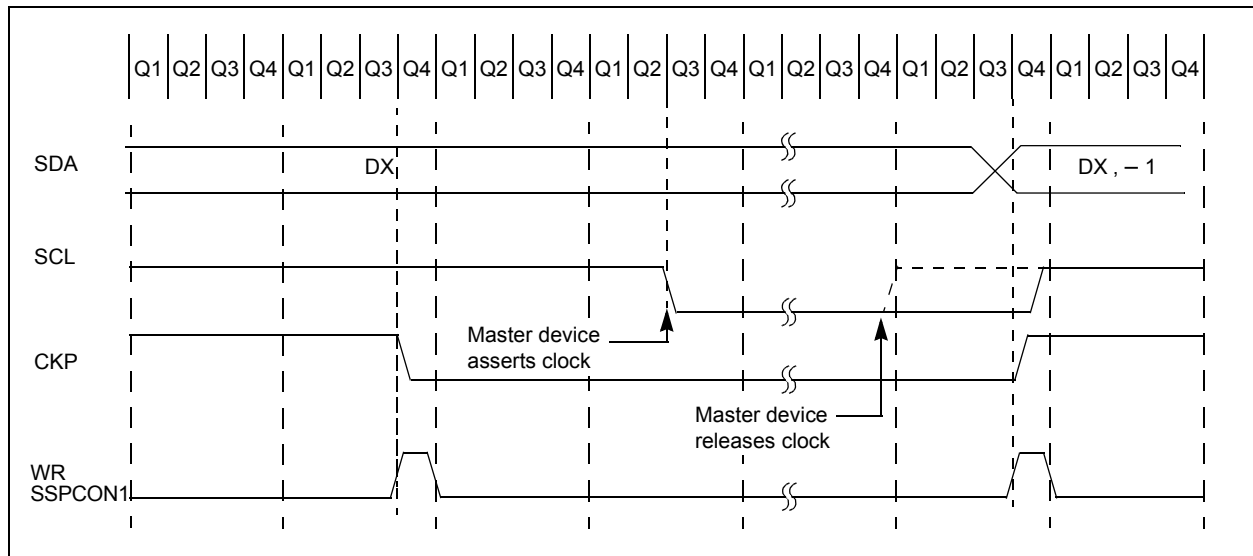 Q1 Q2 Q3 Q4 Q1 Q2 Q3 Q4 Q1 Q2 Q3 Q4 Q1 Q2 Q3 Q4 Q1 Q2 Q3 Q4 Q1 Q2 Q3 Q4 Q1 Q2 Q3 Q4
SDA
DX
DX , – 1
SCL
Master device
asserts clock
CKP
Master device
releases clock
WR
SSPCON1